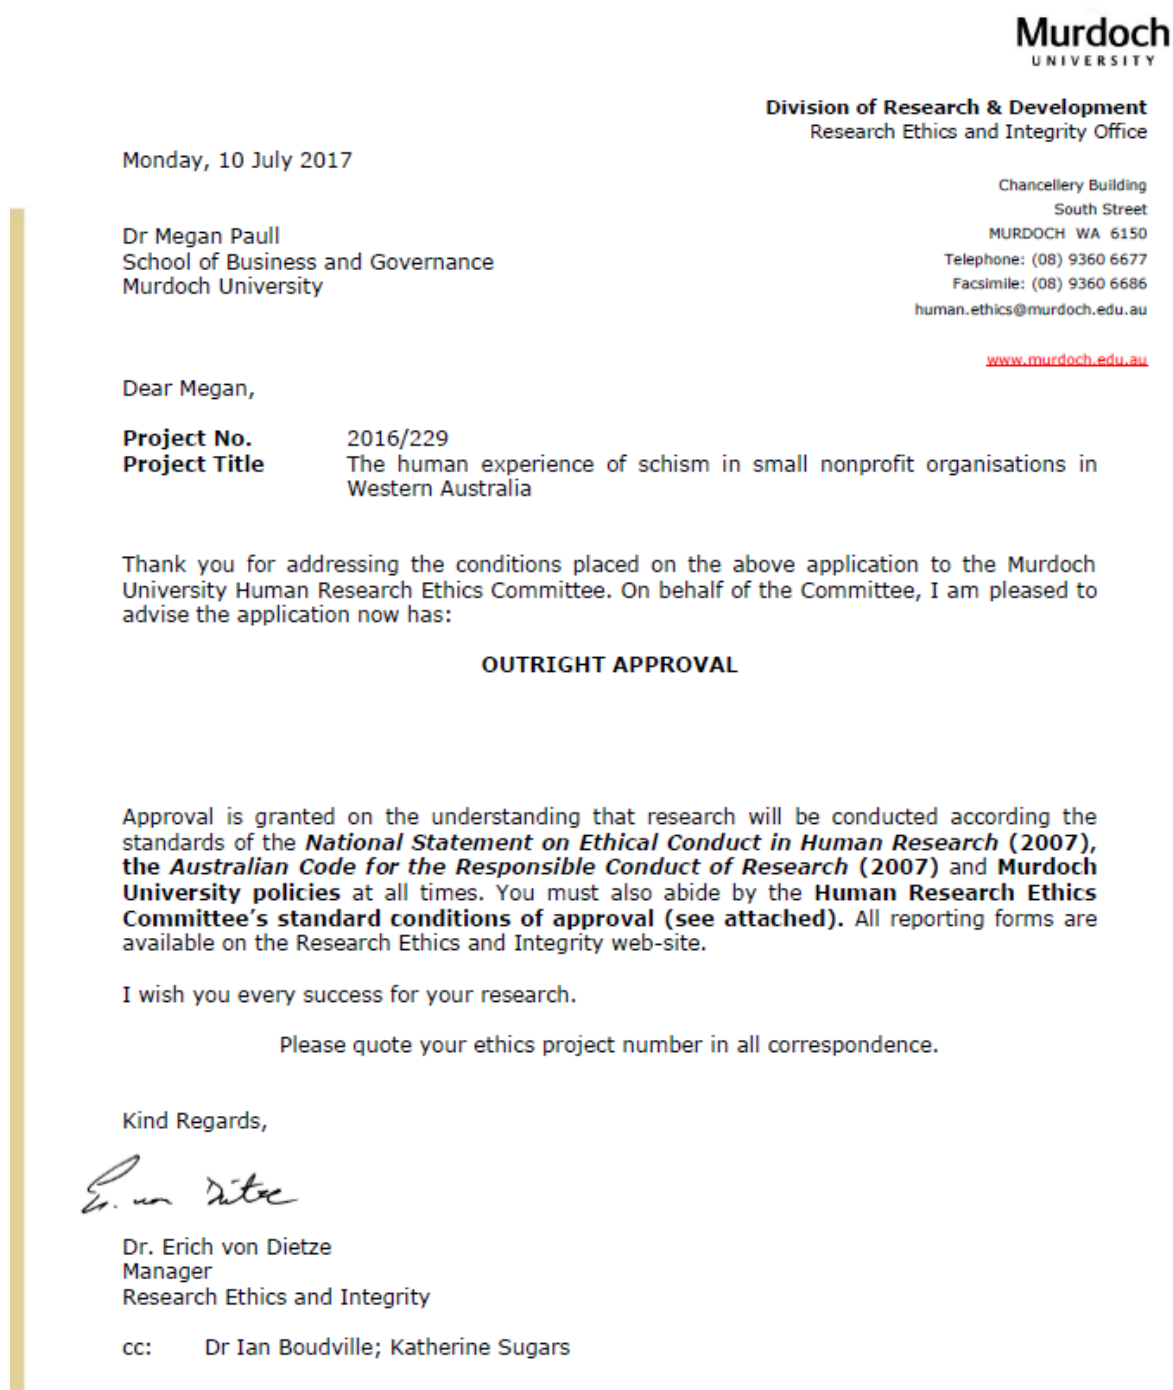 Murdoch
UNIVERSITY
Division of Research & Development
Research Ethics and Integrity Office
Monday, 10 July 2017
Chancellery Building
South Street
MURDOCH WA 6150
Telephone: (08) 9360 6677
Facsimile: (08) 9360 6686
human.ethics@murdoch.edu.au
www.murdoch.edu.au
Dr Megan Paull
School of Business and Governance
Murdoch University
Dear Megan,
Project No. 2016/229
Project Title The human experience of schism in small nonprofit organisations in
Western Australia
Thank you for addressing the conditions placed on the above application to the Murdoch
University Human Research Ethics Committee. On behalf of the Committee, I am pleased to
advise the application now has:
OUTRIGHT APPROVAL
Approval is granted on the understanding that research will be conducted according the
standards of the National Statement on Ethical Conduct in Human Research (2007),
the Australian Code for the Responsible Conduct of Research (2007) and Murdoch
University policies at all times. You must also abide by the Human Research Ethics
Committee's standard conditions of approval (see attached). All reporting forms are
available on the Research Ethics and Integrity web-site.
I wish you every success for your research.
Please quote your ethics project number in all correspondence.
Kind Regards,
E. von Dietze
Dr. Erich von Dietze
Manager
Research Ethics and Integrity
cc: Dr Ian Boudville; Katherine Sugars